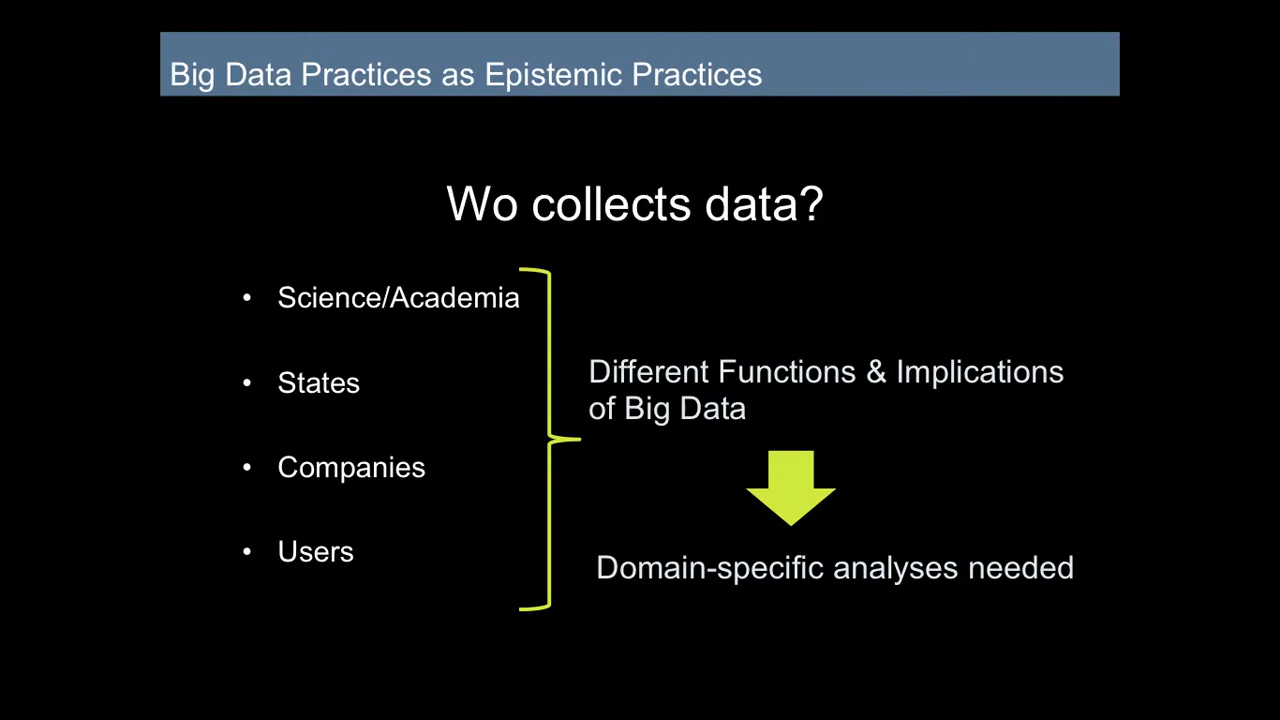 Big Data Practices as Epistemic Practices
Wo collects data?
• Science/Academia
• States
• Companies
• Users
Different Functions & Implications
of Big Data
Domain-specific analyses needed